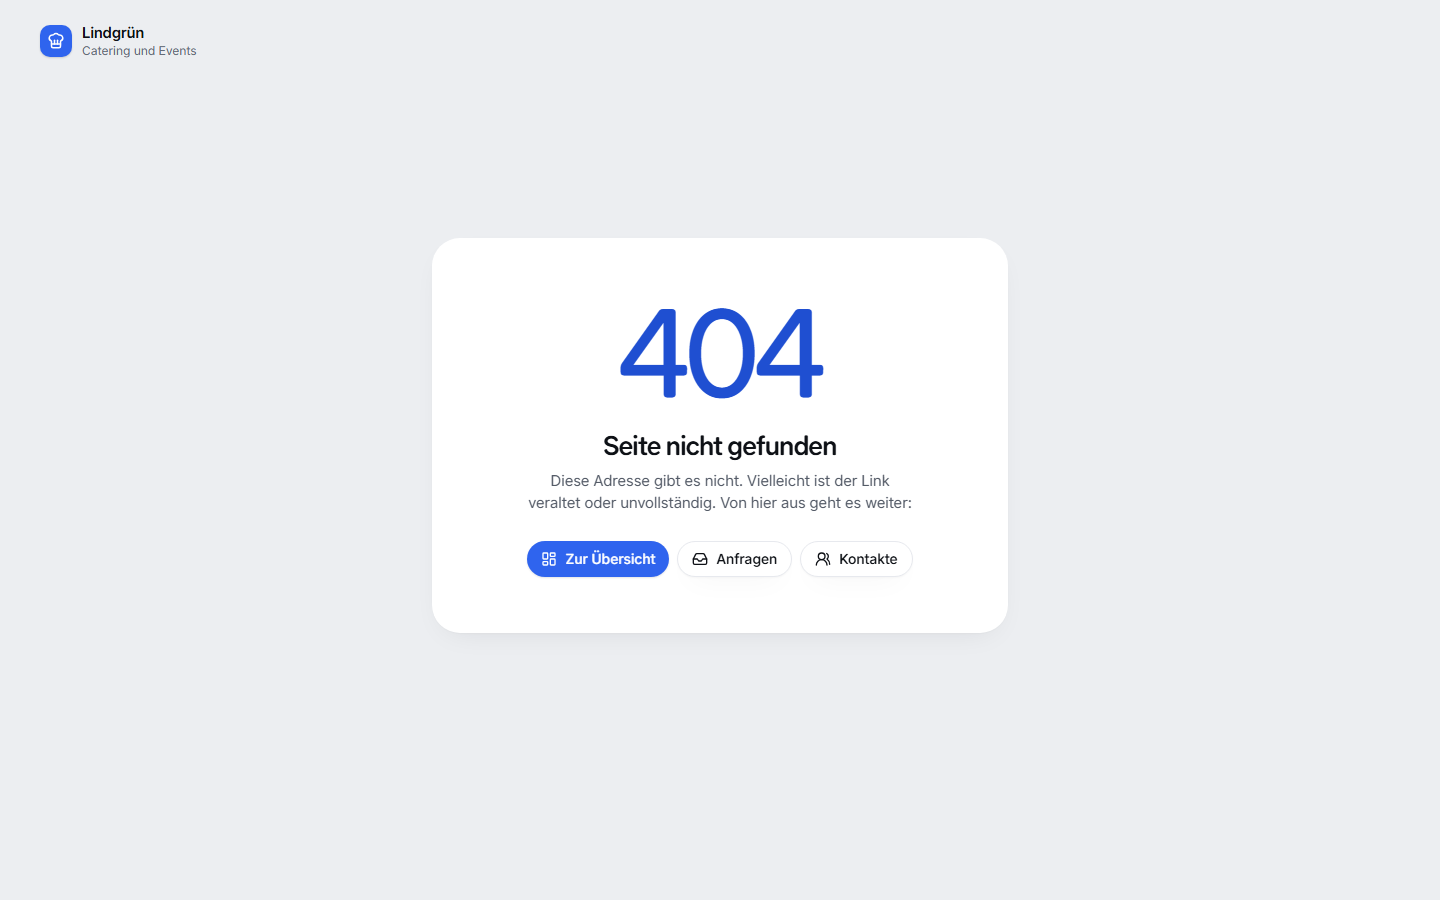 Lindgrün
Catering und Events
404
Seite nicht gefunden
Diese Adresse gibt es nicht. Vielleicht ist der Link
veraltet oder unvollständig. Von hier aus geht es weiter:
Zur Übersicht
Anfragen
Kontakte